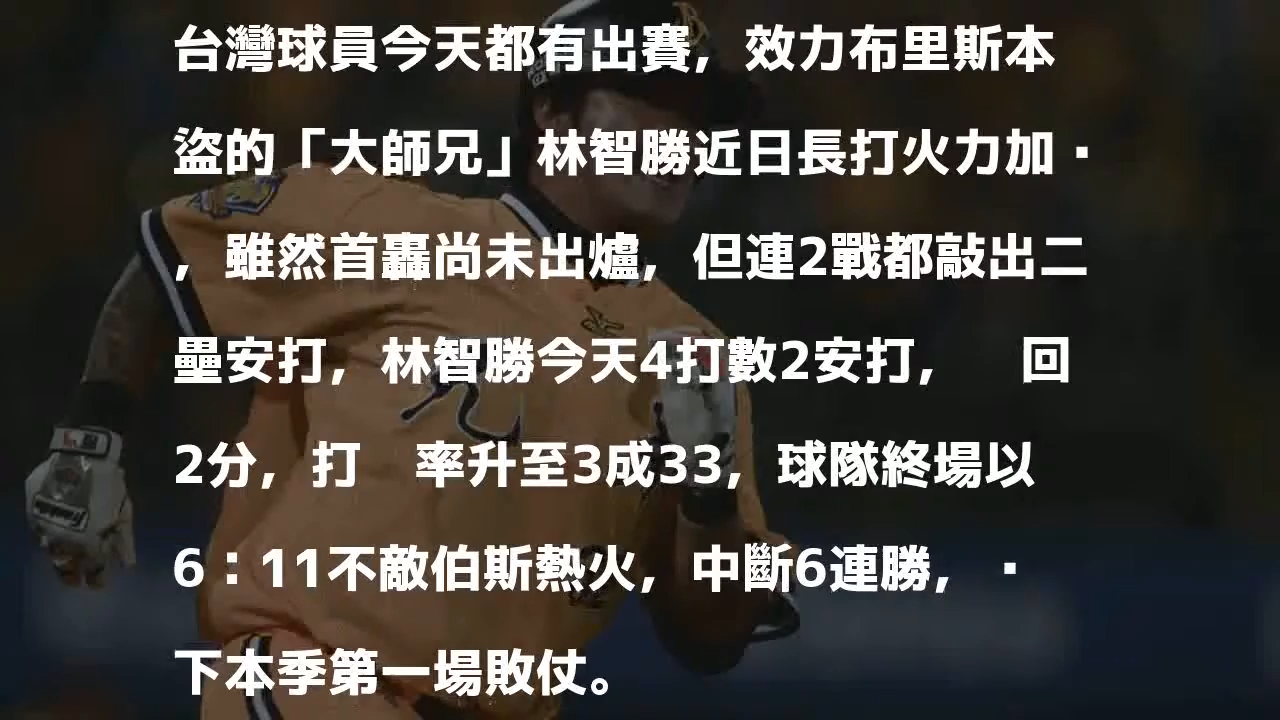 台灣球員今天都有出賽，效力布里斯本
盜的「大師兄」林智勝近日長打火力加·
，雖然首轟尚未出爐，但連2戰都敲出二
壘安打，林智勝今天4打數2安打，　回
2分，打　率升至3成33，球隊終場以
6：11不敵伯斯熱火，中斷6連勝，·
下本季第一場敗仗。